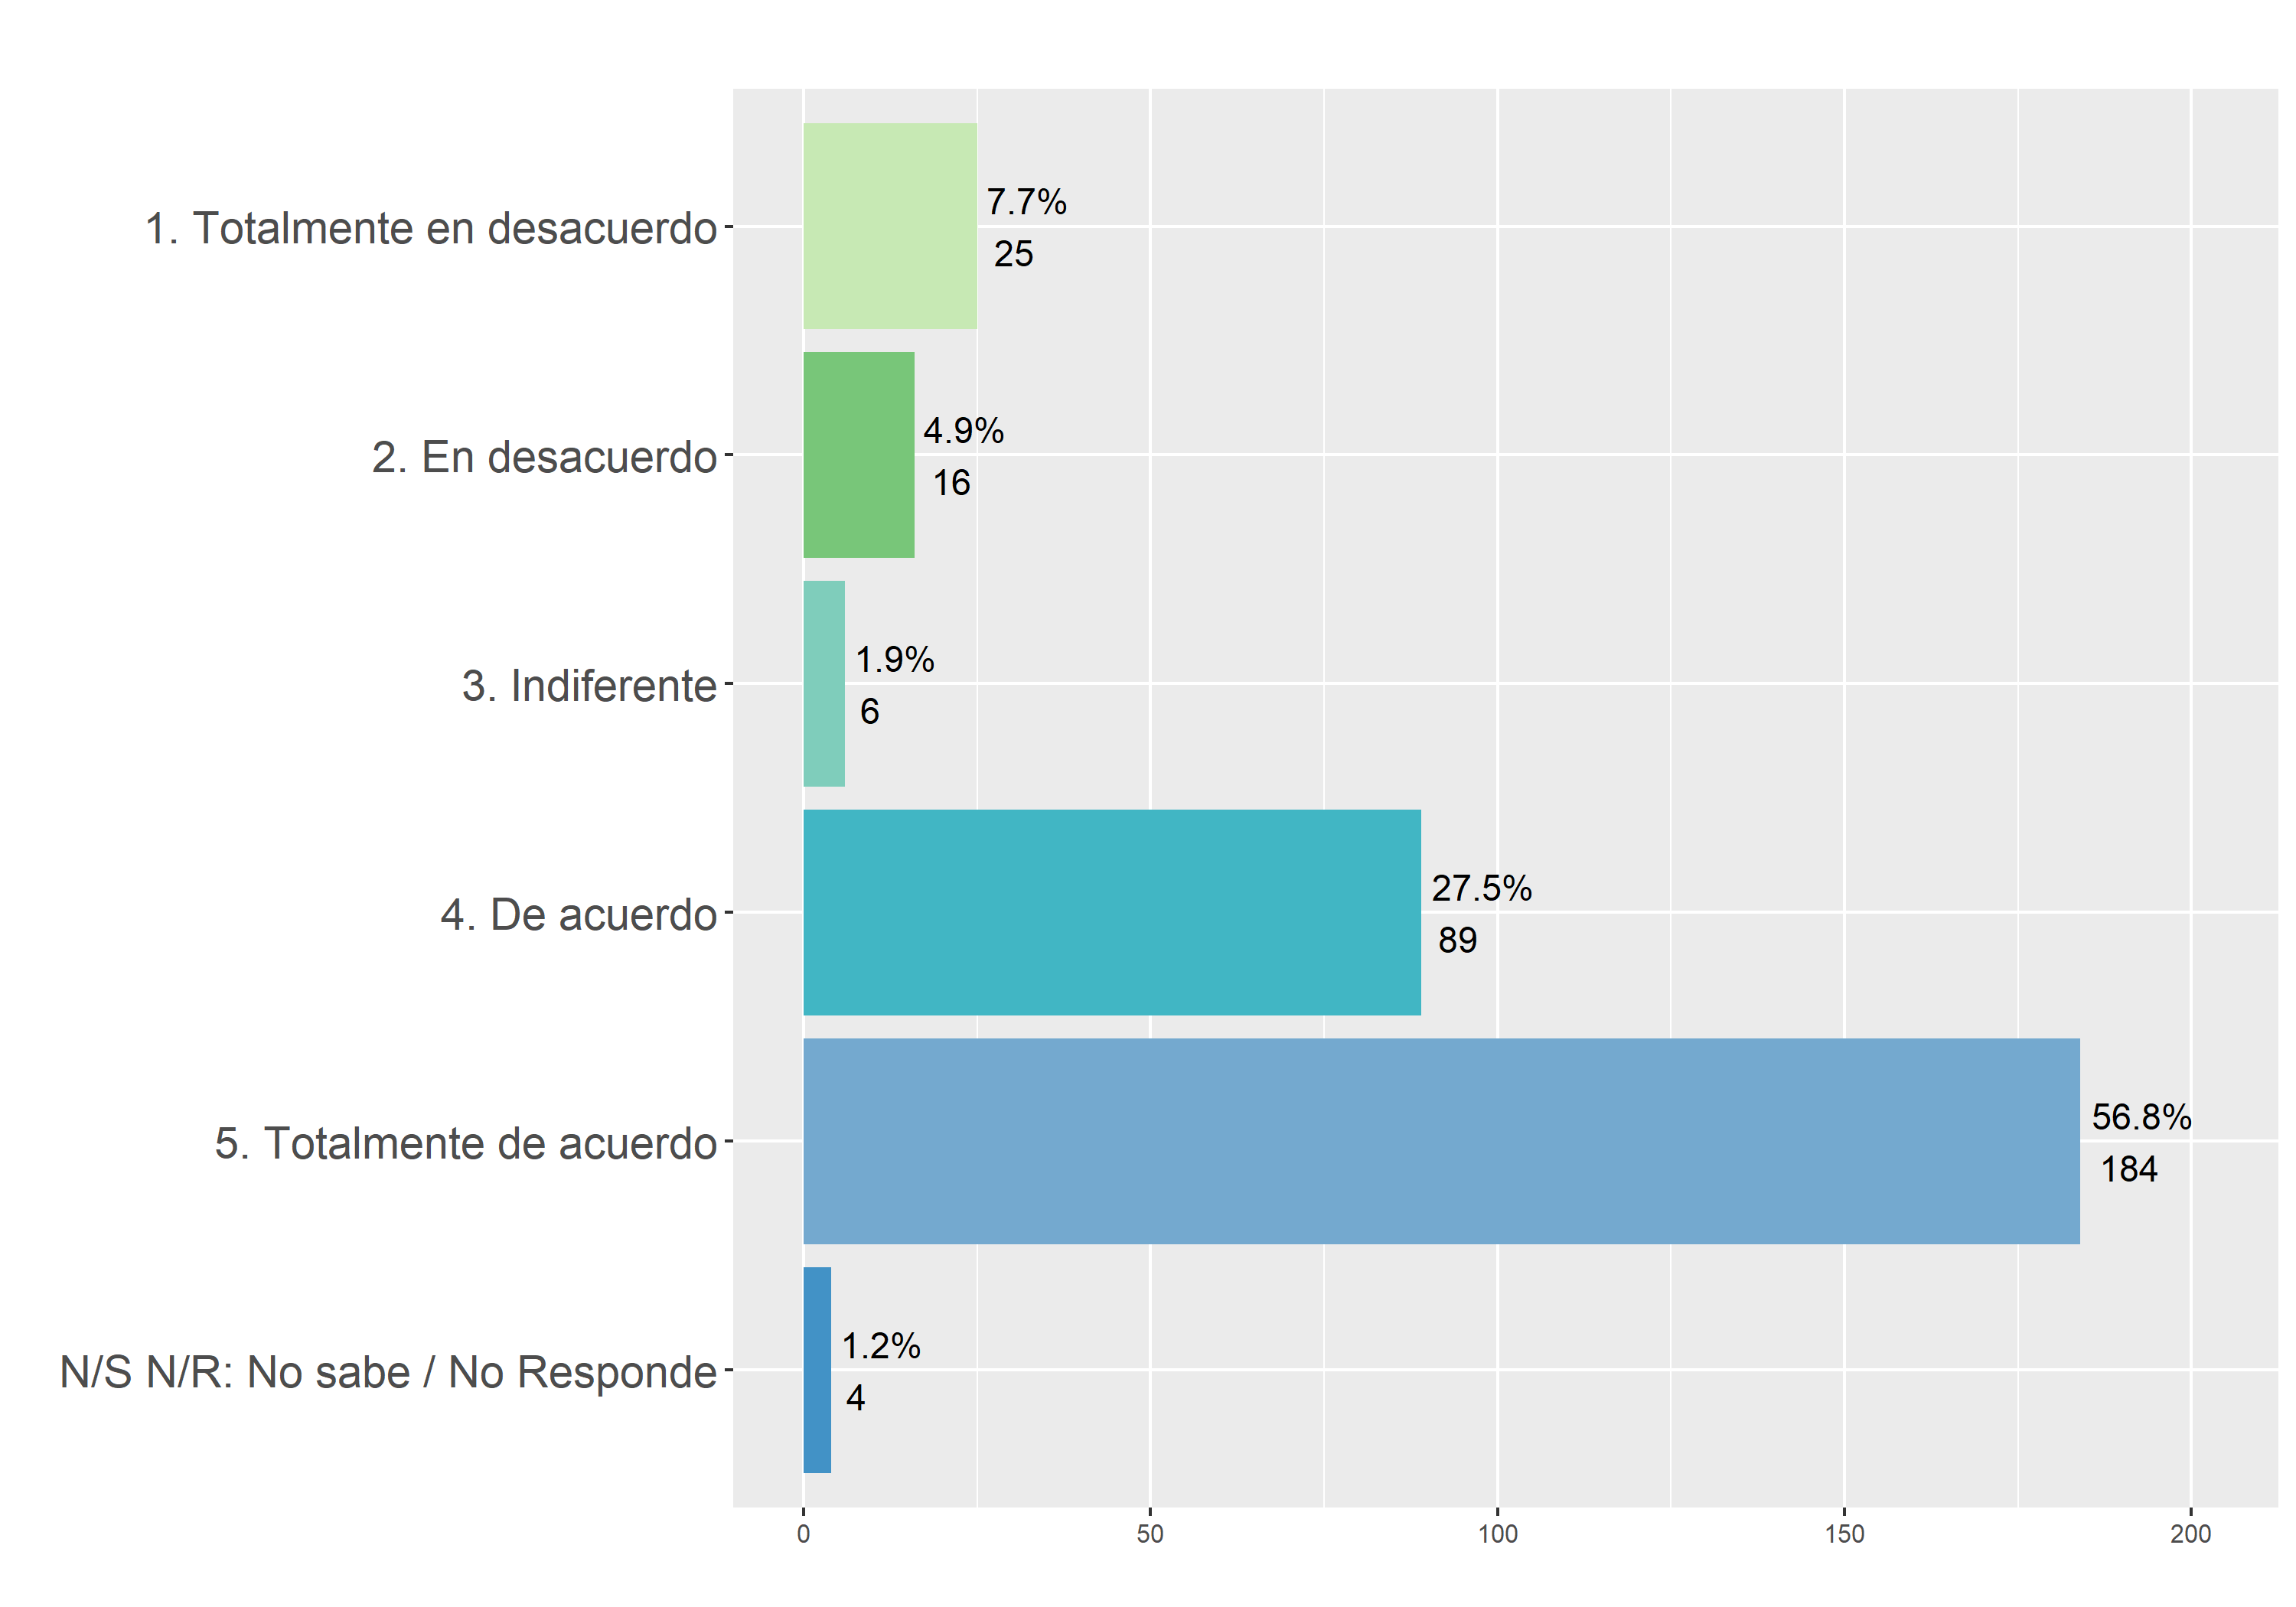 1. Totalmente en desacuerdo
7.7%
25
2. En desacuerdo
4.9%
16
3. Indiferente
1.9%
6
4. De acuerdo
27.5%
89
5. Totalmente de acuerdo
56.8%
184
N/S N/R: No sabe / No Responde
1.2%
4
0 50 100 150 200